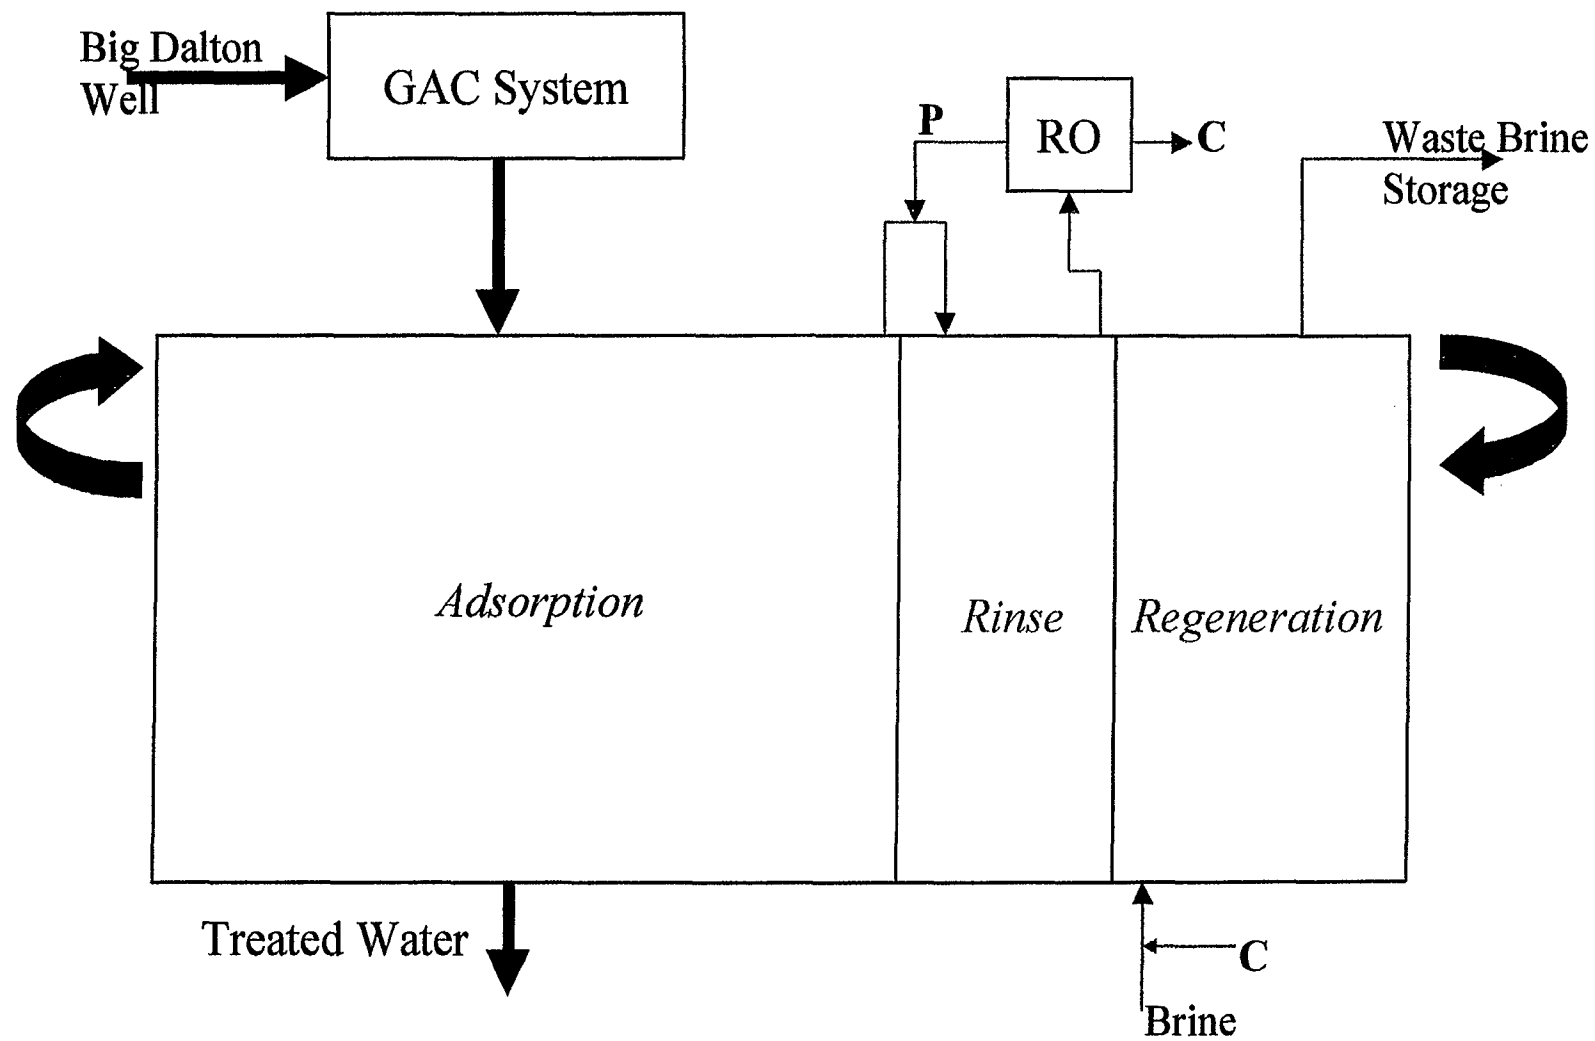 Big Dalton
Well
GAC System
P
RO
C
Waste Brine
Storage
Adsorption
Rinse
Regeneration
Treated Water
C
Brine